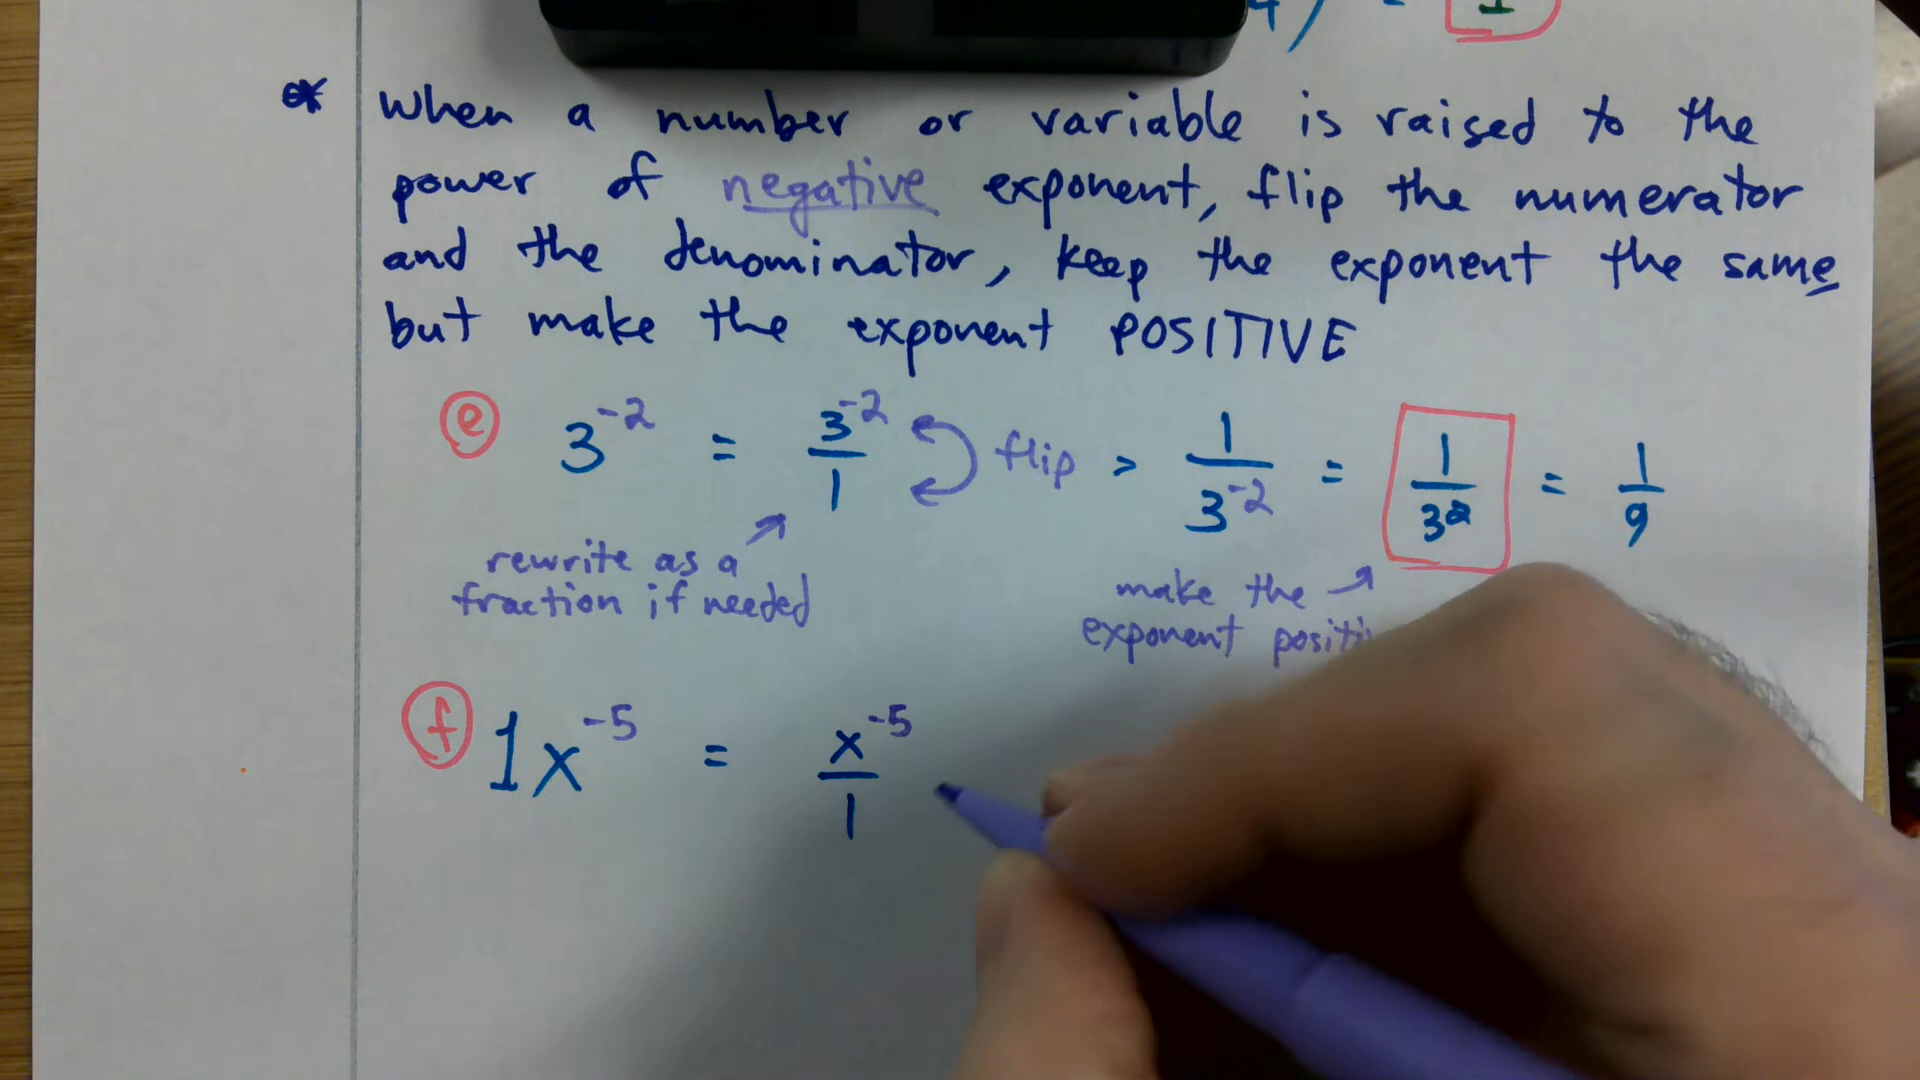 * when a number or variable is raised to the
power of negative exponent, flip the numerator
and the denominator, keep the exponent the same
but make the exponent POSITIVE
(e) 3⁻² = 3⁻²/1 flip > 1/3⁻² = 1/3² = 1/9
rewrite as a
fraction if needed
make the
exponent
(f) 1x⁻⁵ = x⁻⁵/1